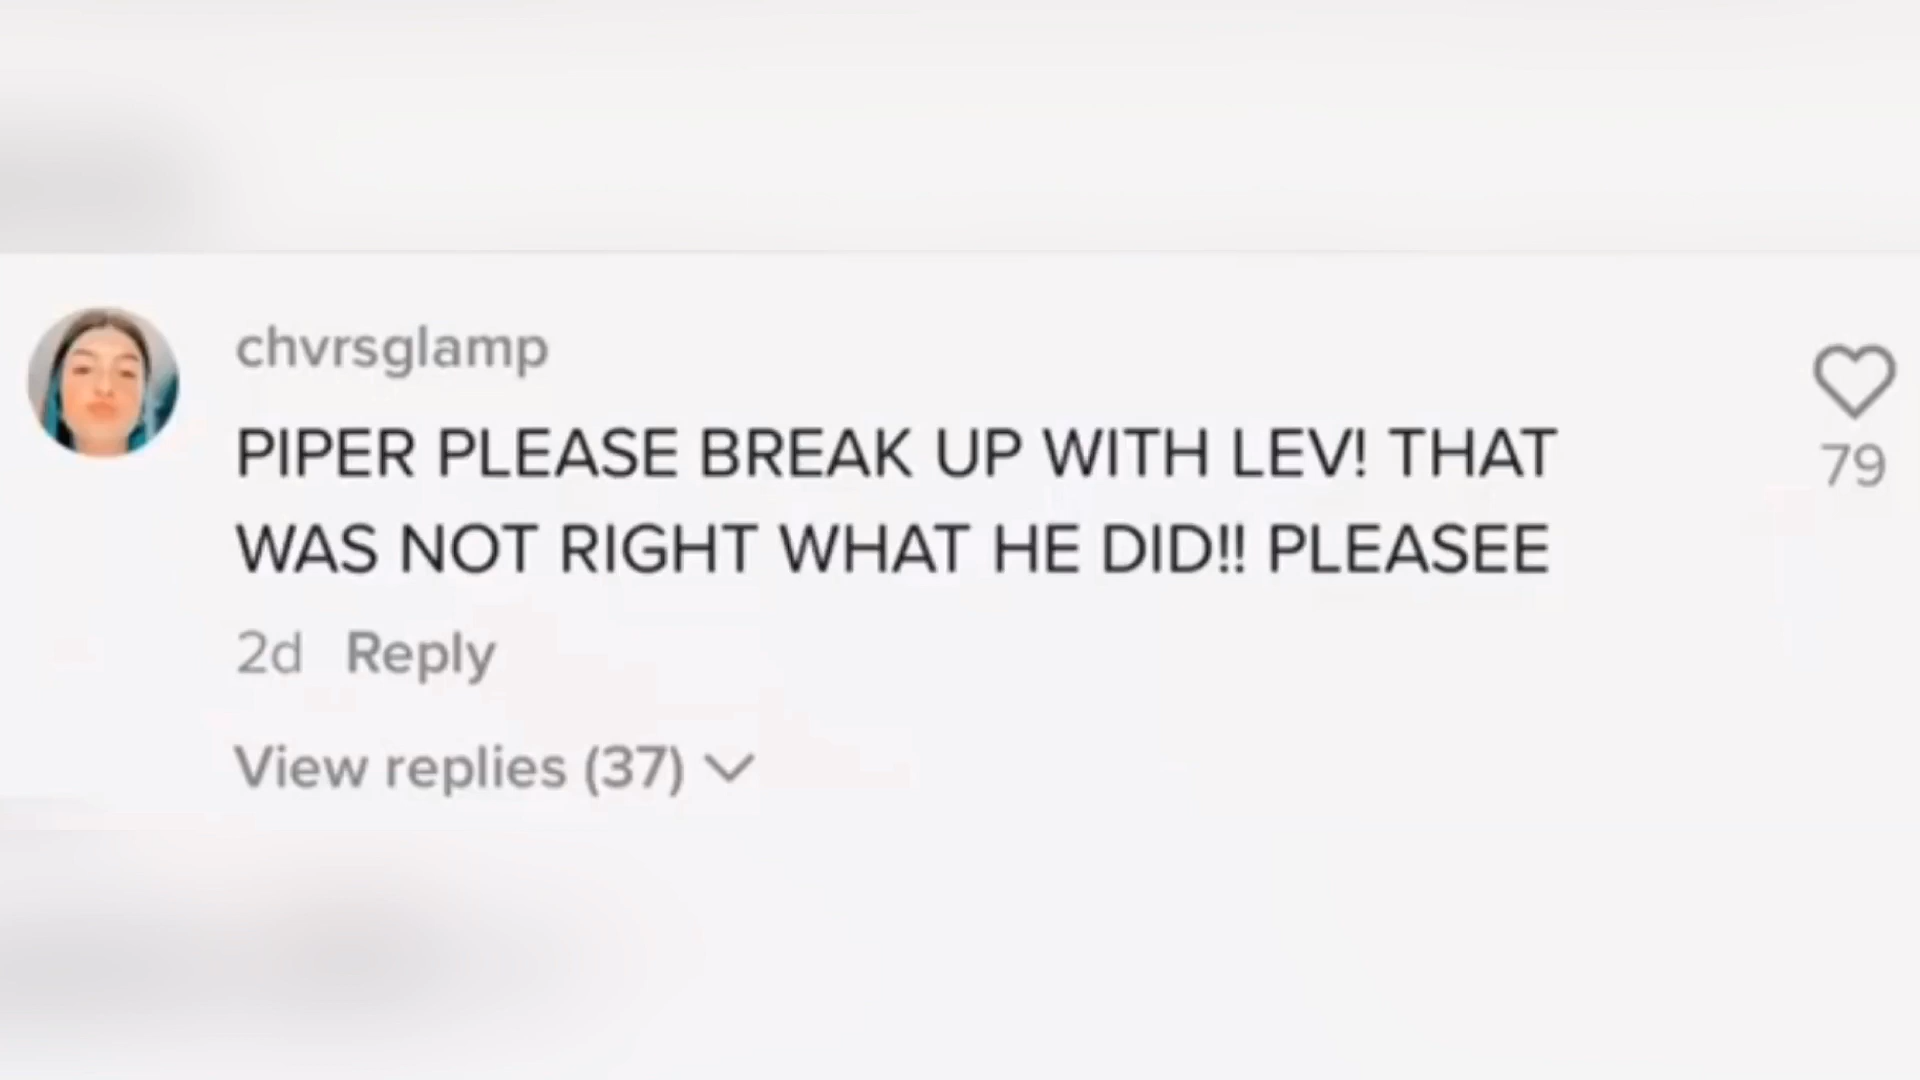 chvrsglamp
PIPER PLEASE BREAK UP WITH LEV! THAT
WAS NOT RIGHT WHAT HE DID!! PLEASEE
79
2d Reply
View replies (37)